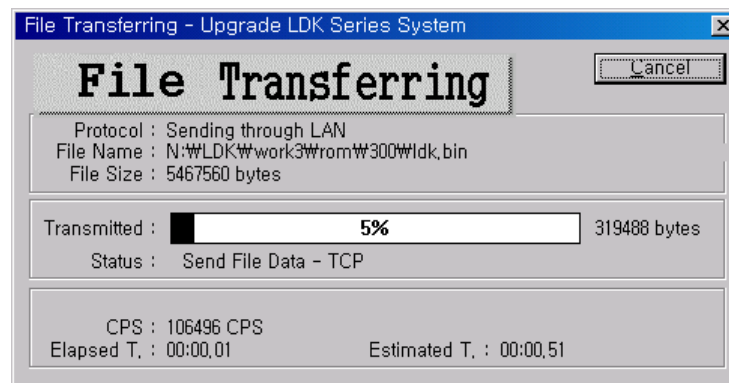 File Transferring - Upgrade LDK Series System
File Transferring
Cancel
Protocol : Sending through LAN
File Name : N:₩LDK₩work3₩rom₩300₩ldk.bin
File Size : 5467560 bytes
Transmitted : 5% 319488 bytes
Status : Send File Data - TCP
CPS : 106496 CPS
Elapsed T. : 00:00.01 Estimated T. : 00:00.51